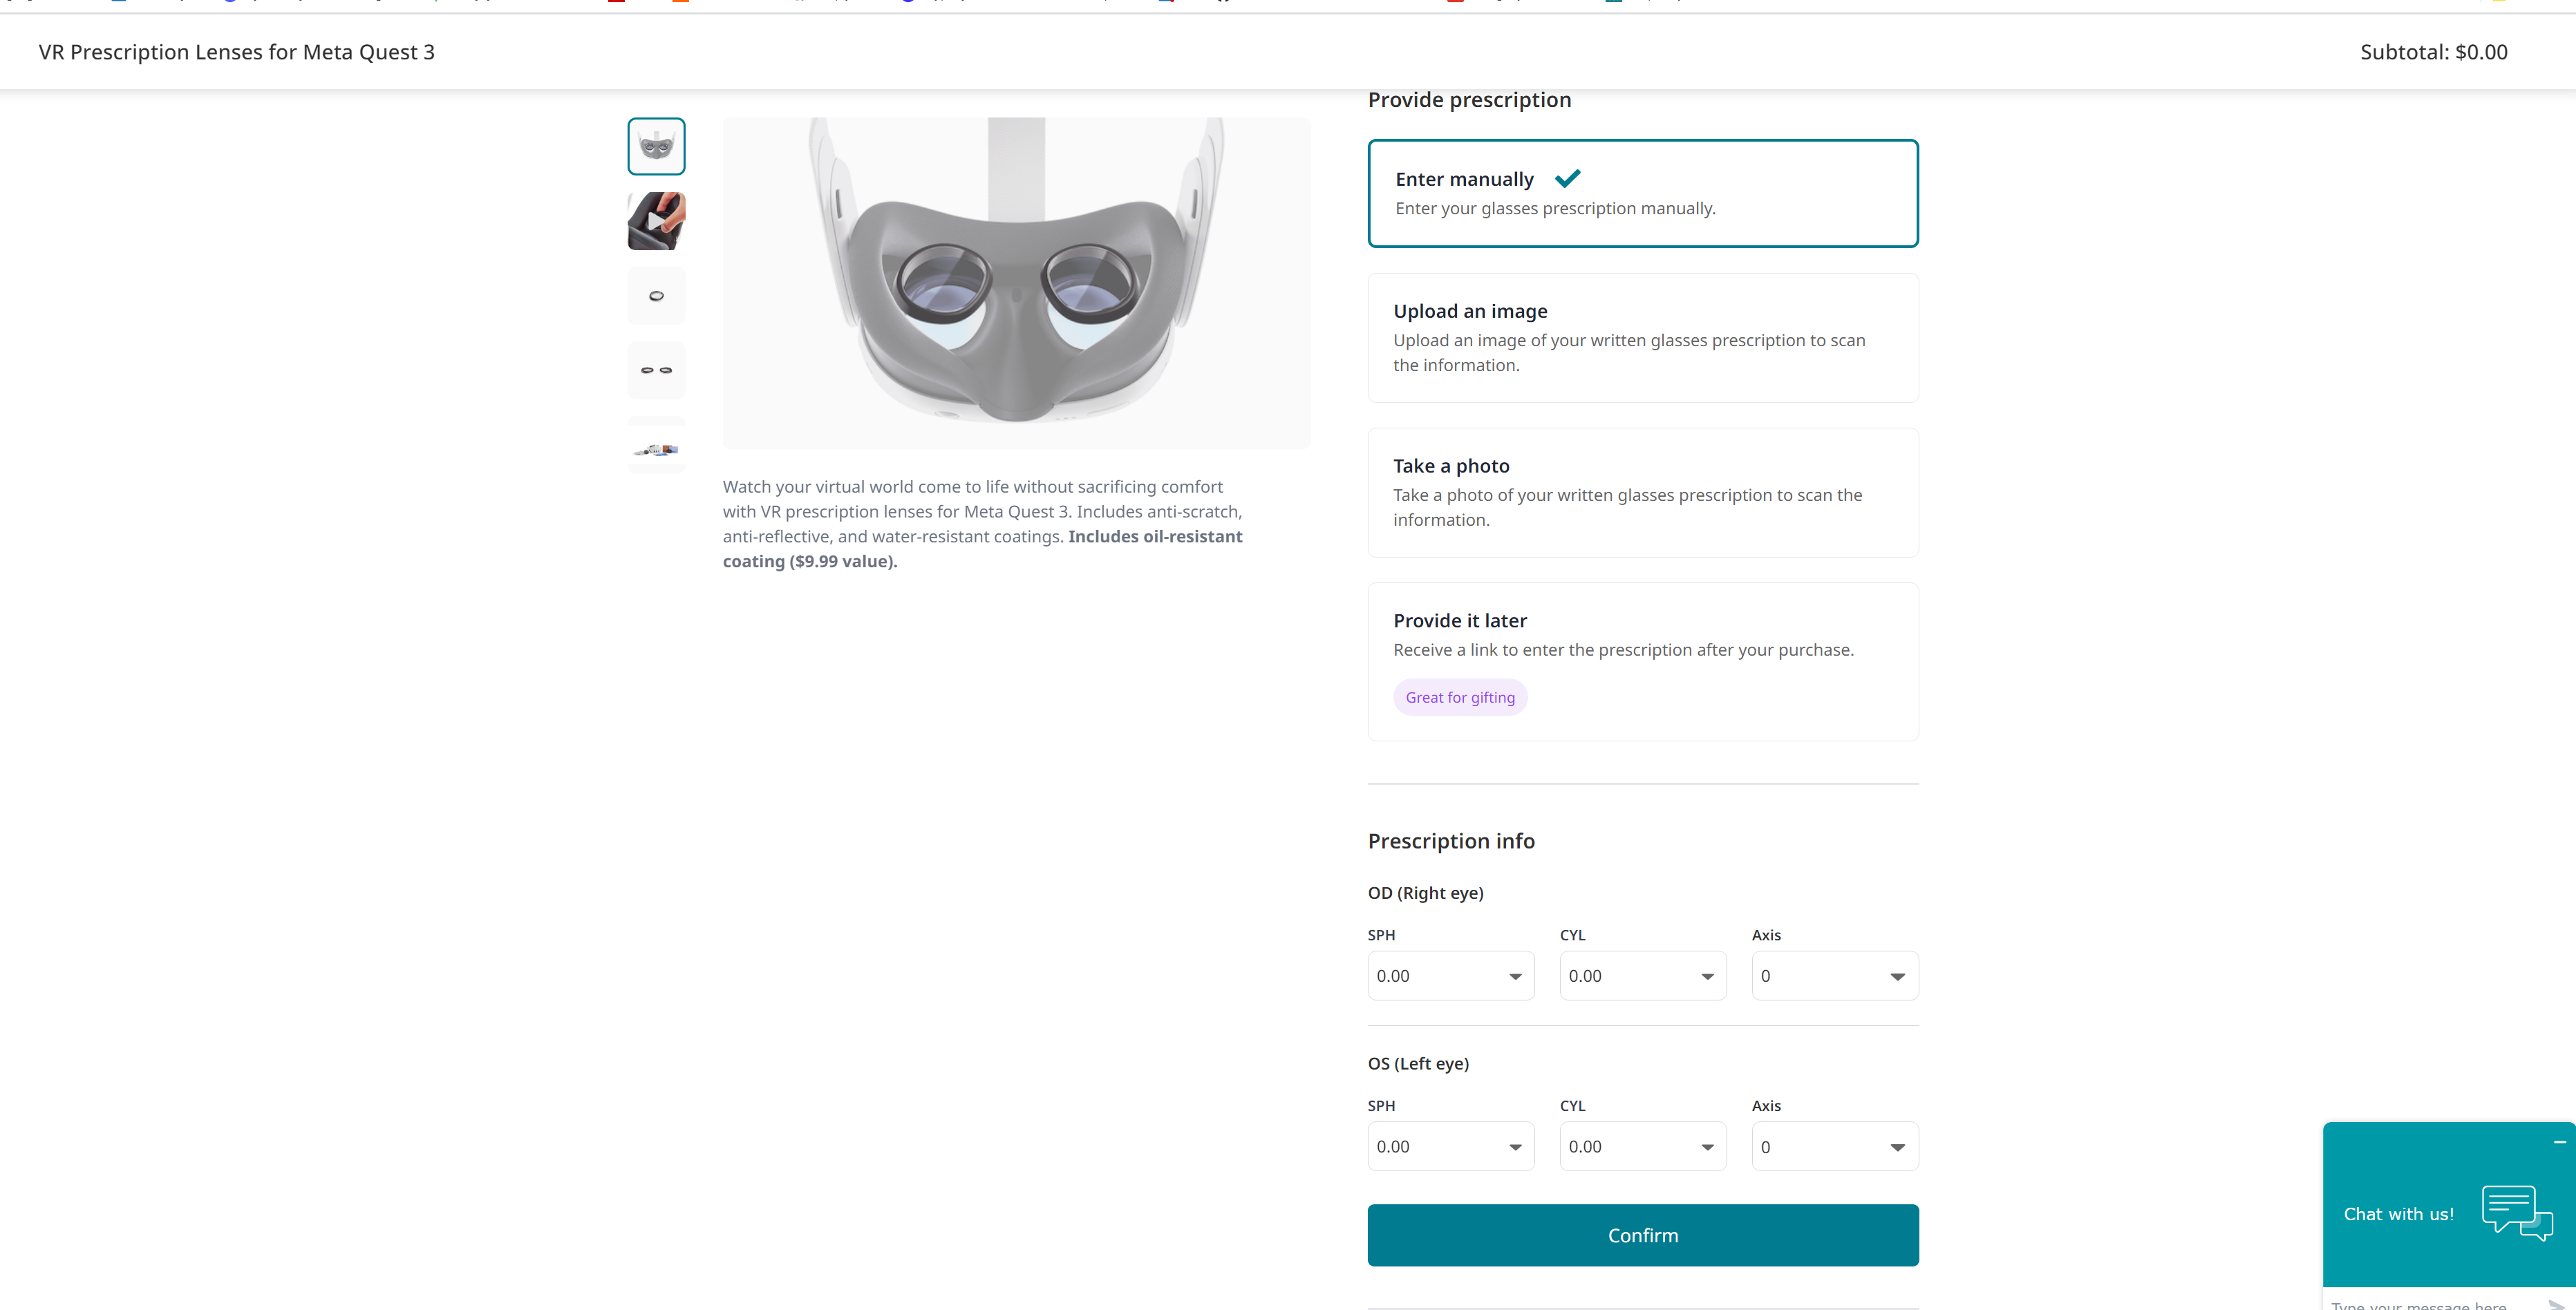 VR Prescription Lenses for Meta Quest 3
Subtotal: $0.00
Watch your virtual world come to life without sacrificing comfort
with VR prescription lenses for Meta Quest 3. Includes anti-scratch,
anti-reflective, and water-resistant coatings. Includes oil-resistant
coating ($9.99 value).
Provide prescription
Enter manually
Enter your glasses prescription manually.
Upload an image
Upload an image of your written glasses prescription to scan
the information.
Take a photo
Take a photo of your written glasses prescription to scan the
information.
Provide it later
Receive a link to enter the prescription after your purchase.
Great for gifting
Prescription info
OD (Right eye)
SPH CYL Axis
0.00 0.00 0
OS (Left eye)
SPH CYL Axis
0.00 0.00 0
Confirm
Chat with us!
Type your message here